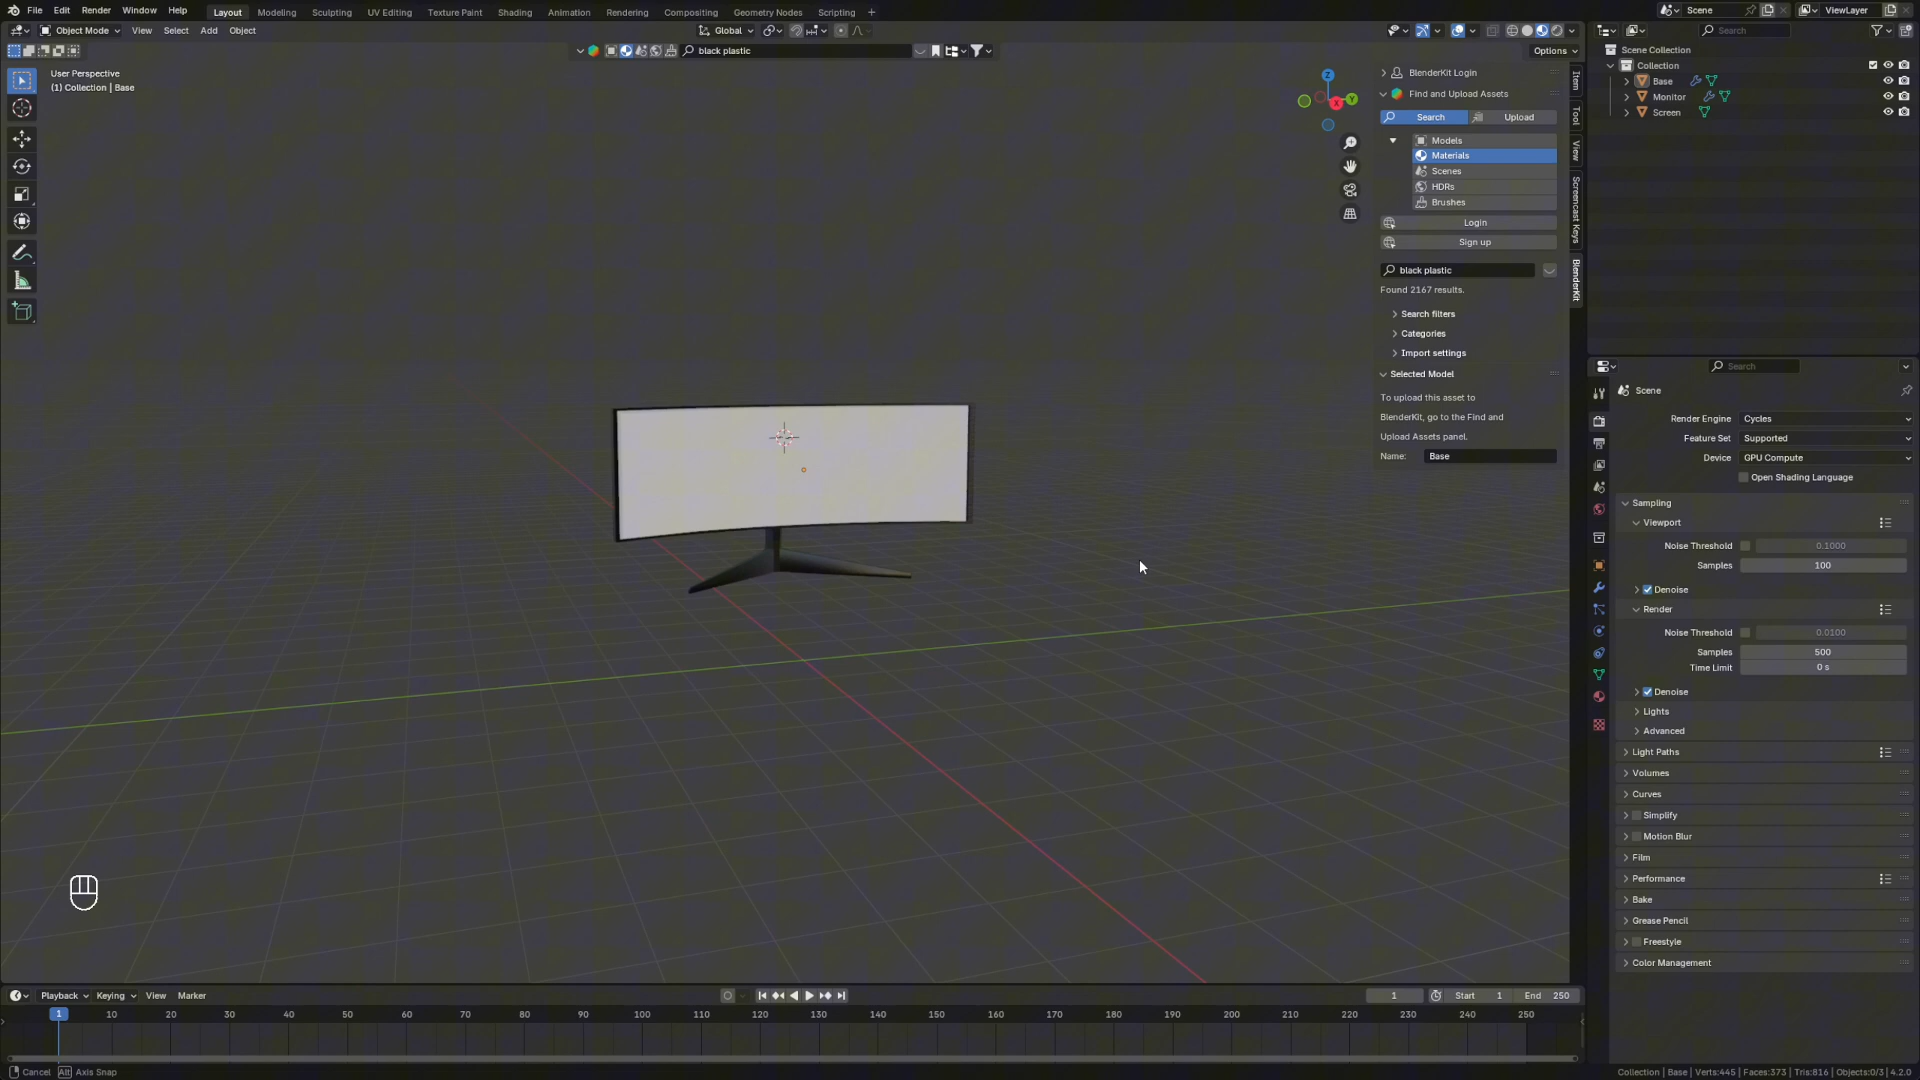 File Edit Render Window Help Layout Modeling Sculpting UV Editing Texture Paint Shading Animation Rendering Compositing Geometry Nodes Scripting + Scene ViewLayer
Object Mode View Select Add Object Global Search
black plastic Options
User Perspective
(1) Collection | Base
Scene Collection
Collection
Base
Monitor
Screen
Z
Y
X
BlenderKit Login
Find and Upload Assets
Search Upload
Models
Materials
Scenes
HDRs
Brushes
Login
Sign up
black plastic
Found 2167 results.
Search filters
Categories
Import settings
Selected Model
To upload this asset to
BlenderKit, go to the Find and
Upload Assets panel.
Name: Base
Item
Tool
View
Screencast Keys
BlenderKit
Search
Scene
Render Engine Cycles
Feature Set Supported
Device GPU Compute
Open Shading Language
Sampling
Viewport
Noise Threshold 0.1000
Samples 100
Denoise
Render
Noise Threshold 0.0100
Samples 500
Time Limit 0 s
Denoise
Lights
Advanced
Light Paths
Volumes
Curves
Simplify
Motion Blur
Film
Performance
Bake
Grease Pencil
Freestyle
Color Management
Playback Keying View Marker 1 Start 1 End 250
1 10 20 30 40 50 60 70 80 90 100 110 120 130 140 150 160 170 180 190 200 210 220 230 240 250
Cancel Alt Axis Snap Collection | Base | Verts:445 | Faces:373 | Tris:816 | Objects:0/3 | 4.2.0